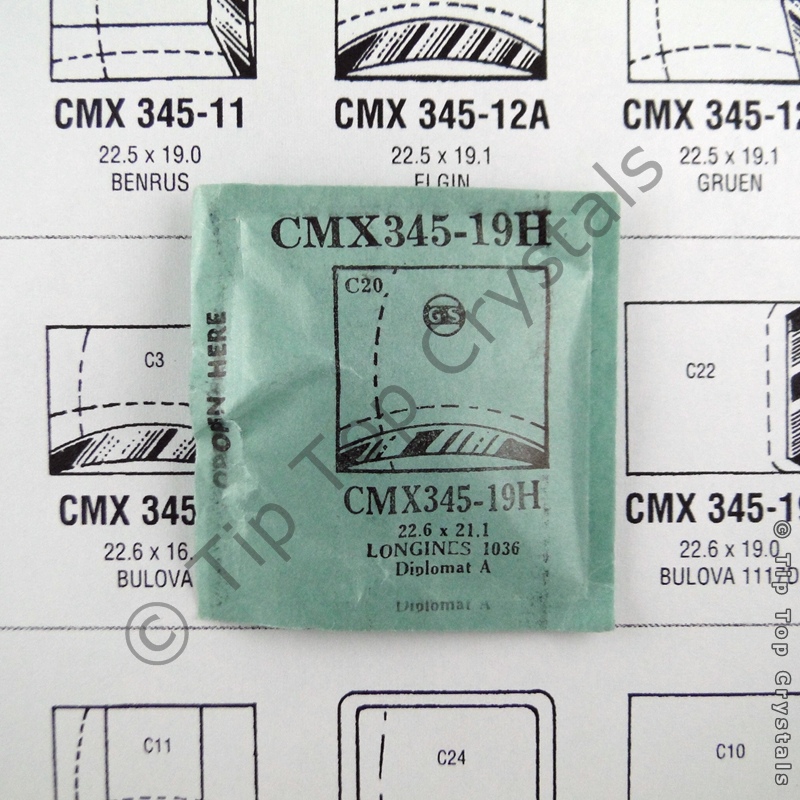 CMX 345-11
22.5 x 19.0
BENRUS
CMX 345-12A
22.5 x 19.1
ELGIN
CMX 345-12
22.5 x 19.1
GRUEN
CMX345-19H
C20
GS
OPOEN HERE
CMX345-19H
22.6 x 21.1
LONGINES 1036
Diplomat A
Diplomat A
C3
CMX 345
22.6 x 16.
BULOVA
C22
CMX 345-19
22.6 x 19.0
BULOVA 111
C11
C24
C10
© Tip Top Crystals
© Tip Top Crystals